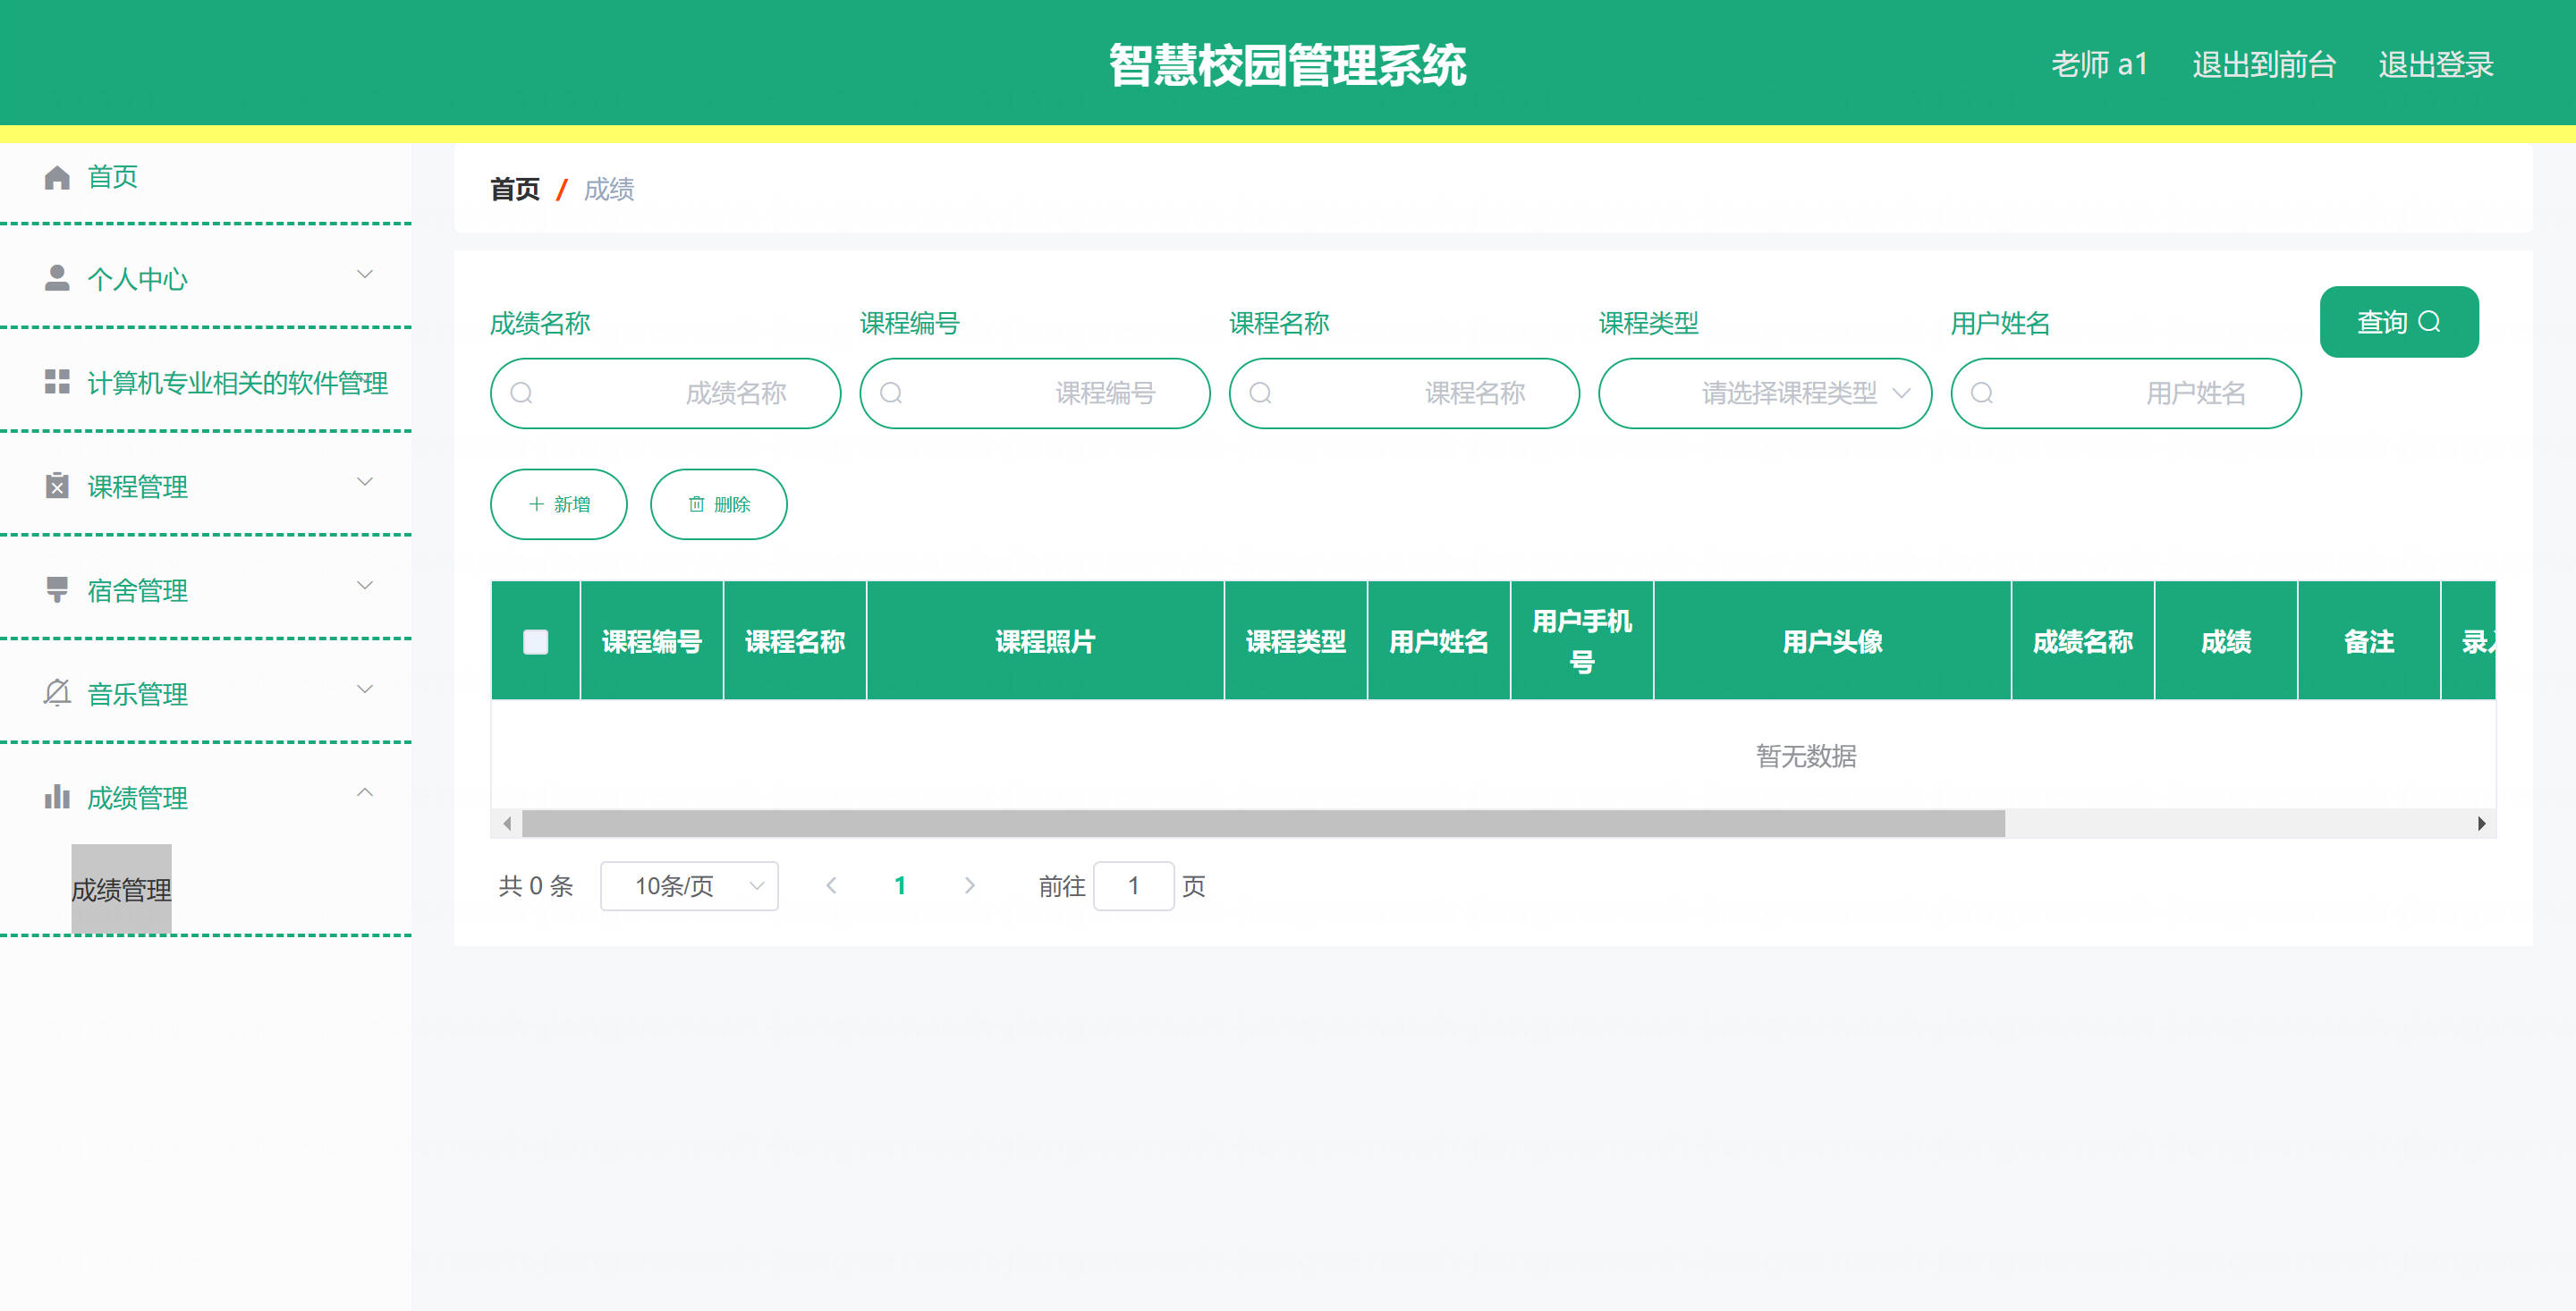 智慧校园管理系统
老师 a1 退出到前台 退出登录
首页
个人中心
计算机专业相关的软件管理
课程管理
宿舍管理
音乐管理
成绩管理
成绩管理
首页 / 成绩
成绩名称 课程编号 课程名称 课程类型 用户姓名
查询
成绩名称 课程编号 课程名称 请选择课程类型 用户姓名
新增 删除
课程编号 课程名称 课程照片 课程类型 用户姓名 用户手机
号 用户头像 成绩名称 成绩 备注 录
暂无数据
共 0 条 10条/页 1 前往 1 页